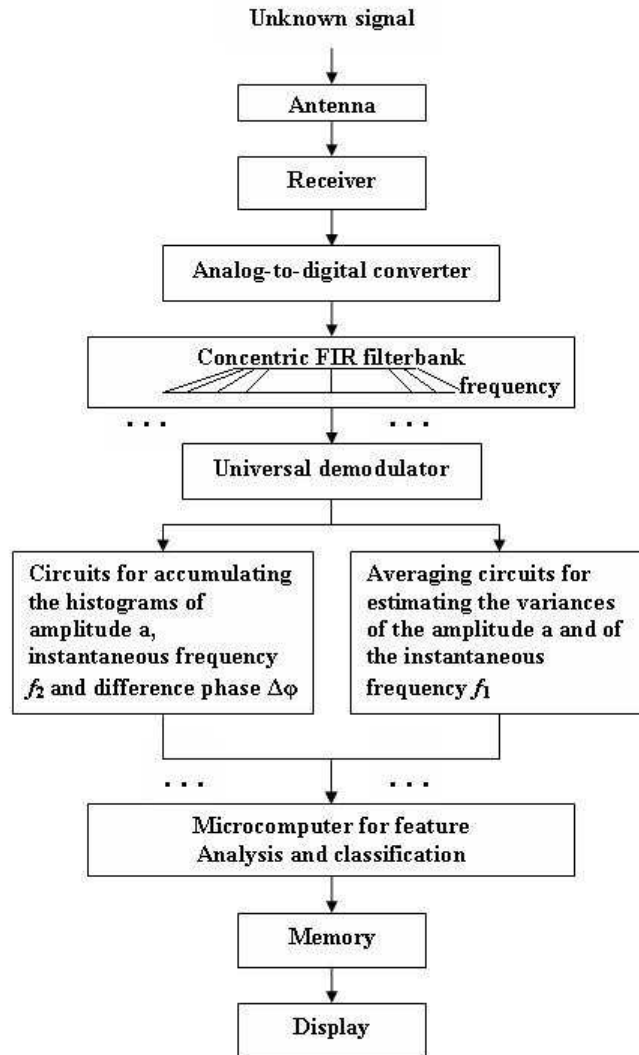 Unknown signal
Antenna
Receiver
Analog-to-digital converter
Concentric FIR filterbank
frequency
. . .
. . .
Universal demodulator
Circuits for accumulating
the histograms of
amplitude a,
instantaneous frequency
f₂ and difference phase Δφ
Averaging circuits for
estimating the variances
of the amplitude a and of
the instantaneous
frequency f₁
. . .
. . .
Microcomputer for feature
Analysis and classification
Memory
Display